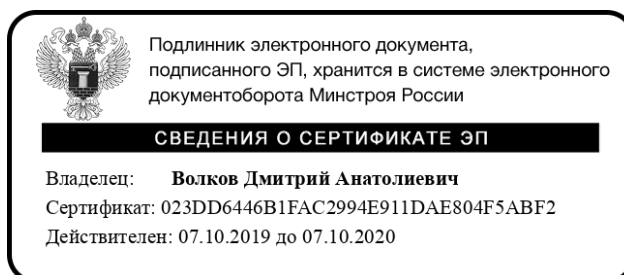 Подлинник электронного документа,
подписанного ЭП, хранится в системе электронного
документоборота Минстроя России
СВЕДЕНИЯ О СЕРТИФИКАТЕ ЭП
Владелец: Волков Дмитрий Анатолиевич
Сертификат: 023DD6446B1FAC2994E911DAE804F5ABF2
Действителен: 07.10.2019 до 07.10.2020